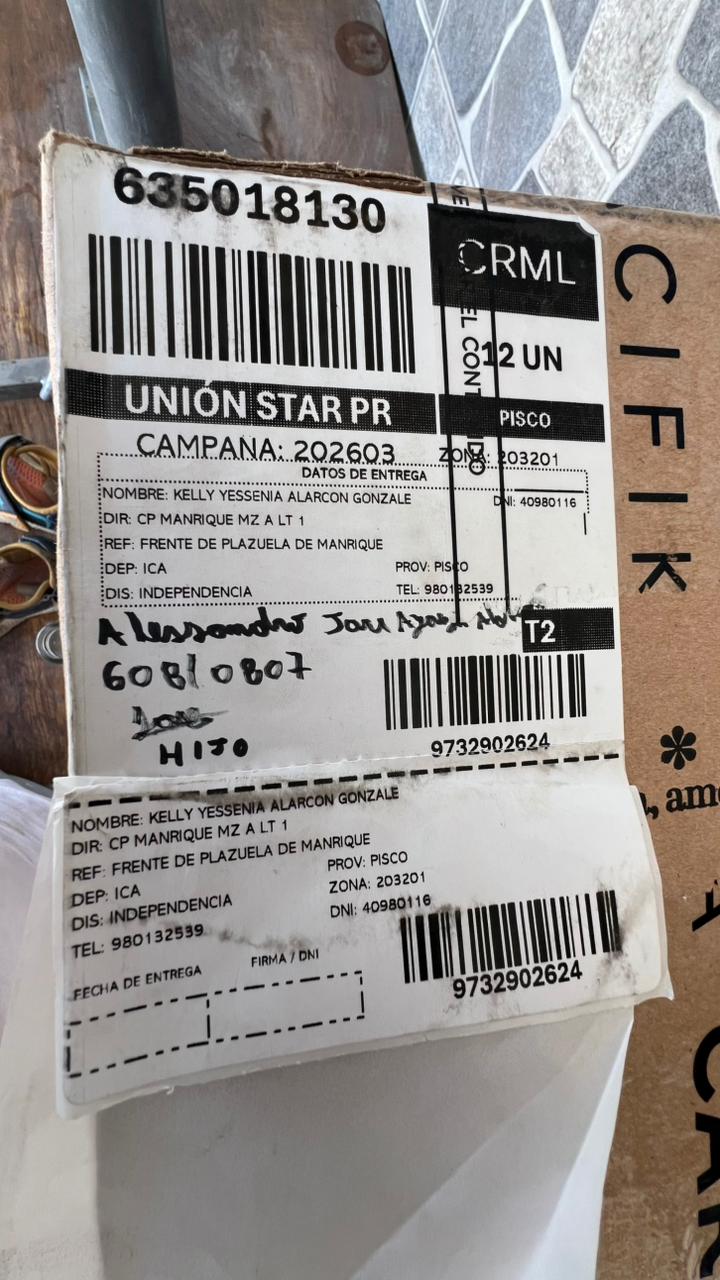 635018130
CRML
12 UN
UNIÓN STAR PR
PISCO
CAMPAÑA: 202603
ZONA: 203201
DATOS DE ENTREGA
NOMBRE: KELLY YESSENIA ALARCON GONZALE
DNI: 40980116
DIR: CP MANRIQUE MZ A LT 1
REF: FRENTE DE PLAZUELA DE MANRIQUE
DEP: ICA
PROV: PISCO
DIS: INDEPENDENCIA
TEL: 980132539
Alessandro
T2
60810807
HIJO
9732902624
NOMBRE: KELLY YESSENIA ALARCON GONZALE
DIR: CP MANRIQUE MZ A LT 1
REF: FRENTE DE PLAZUELA DE MANRIQUE
DEP: ICA
PROV: PISCO
DIS: INDEPENDENCIA
ZONA: 203201
TEL: 980132539
DNI: 40980116
FECHA DE ENTREGA
FIRMA / DNI
9732902624
CIFIK